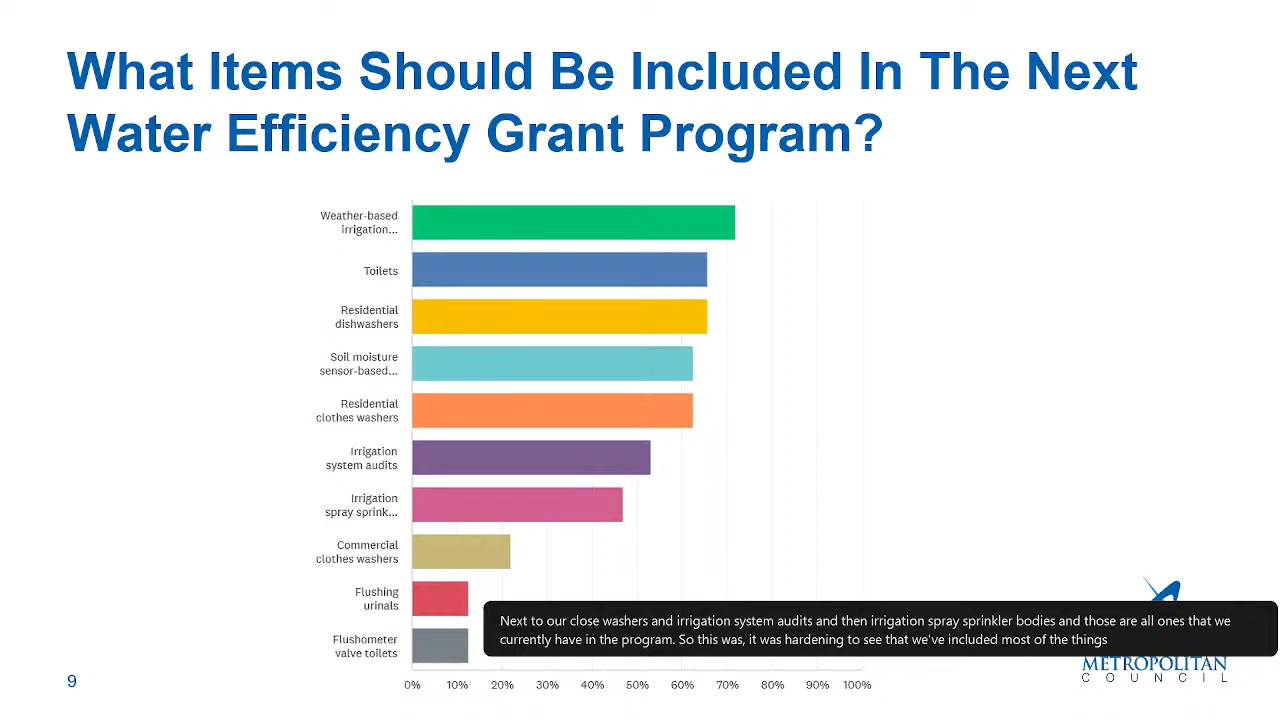 What Items Should Be Included In The Next
Water Efficiency Grant Program?
Weather-based
irrigation...
Toilets
Residential
dishwashers
Soil moisture
sensor-based...
Residential
clothes washers
Irrigation
system audits
Irrigation
spray sprink...
Commercial
clothes washers
Flushing
urinals
Flushometer
valve toilets
0% 10% 20% 30% 40% 50% 60% 70% 80% 90% 100%
Next to our close washers and irrigation system audits and then irrigation spray sprinkler bodies and those are all ones that we
currently have in the program. So this was, it was hardening to see that we've included most of the things
9
METROPOLITAN
COUNCIL